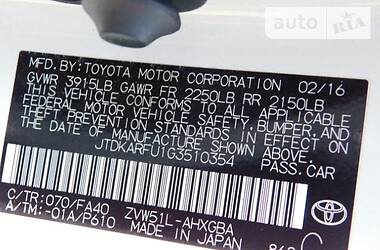 auto RIA
MFD.BY:TOYOTA MOTOR CORPORATION 02/16
GVWR 3915LB GAWR FR 2250LB RR 2150LB
THIS VEHICLE CONFORMS TO ALL APPLICABLE
FEDERAL MOTOR VEHICLE SAFETY, BUMPER, AND
THEFT PREVENTION STANDARDS IN EFFECT ON THE
DATE OF MANUFACTURE SHOWN ABOVE.
JTDKARFU1G3510354 PASS.CAR
C/TR:070/FA40 ZVW51L-AHXGBA
A/TM:-01A/P610 MADE IN JAPAN
TOYOTA